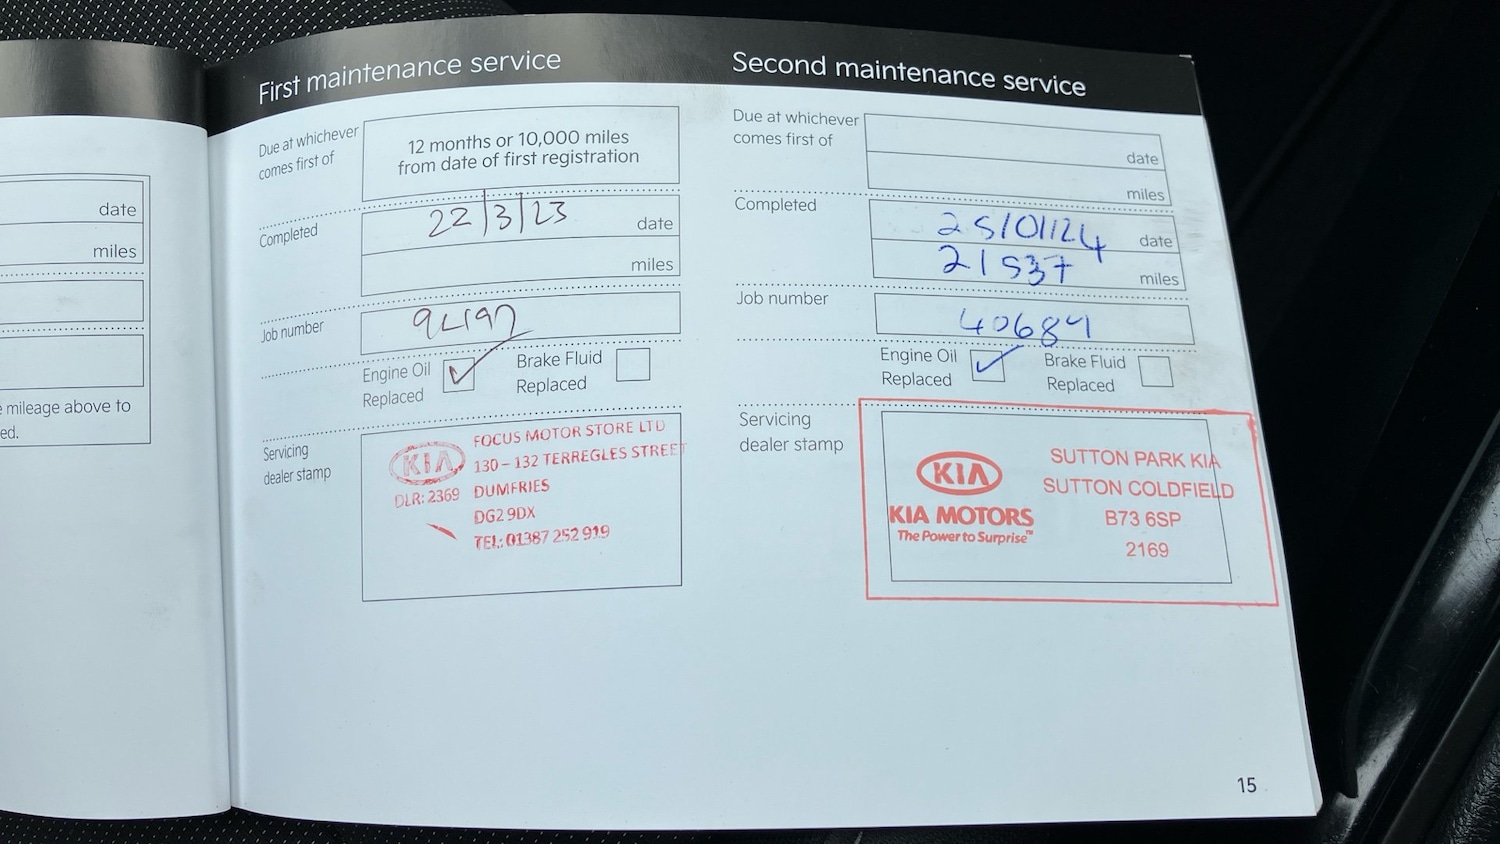 date
miles
e mileage above to
ed.
First maintenance service
Due at whichever
comes first of
12 months or 10,000 miles
from date of first registration
Completed
22/3/23 date
miles
Job number
Engine Oil
Replaced
Brake Fluid
Replaced
Servicing
dealer stamp
KIA
DLR: 2369
FOCUS MOTOR STORE LTD
130-132 TERREGLES STREET
DUMFRIES
DG2 9DX
TEL: 01387 252 919
Second maintenance service
Due at whichever
comes first of
date
miles
Completed
25/01/24 date
21537 miles
Job number
Engine Oil
Replaced
Brake Fluid
Replaced
Servicing
dealer stamp
KIA
KIA MOTORS
The Power to Surprise™
SUTTON PARK KIA
SUTTON COLDFIELD
B73 6SP
2169
15